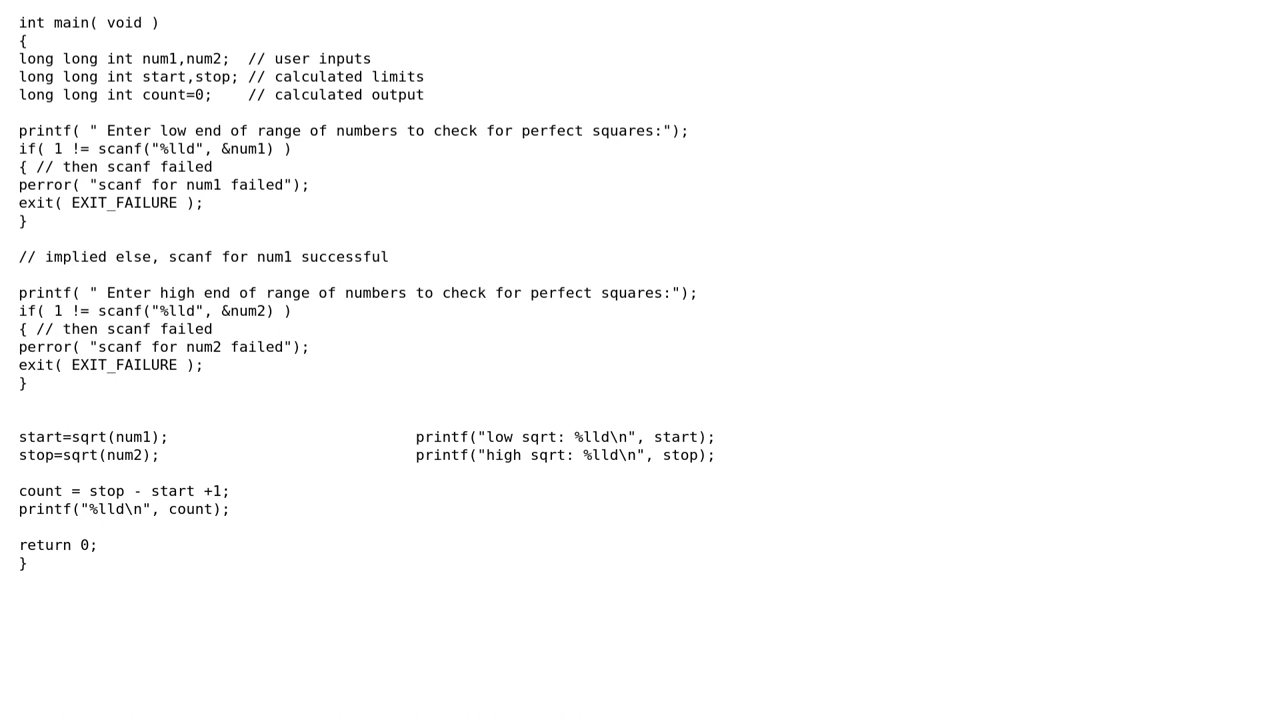 int main( void )
{
long long int num1,num2;  // user inputs
long long int start,stop; // calculated limits
long long int count=0;    // calculated output

printf( " Enter low end of range of numbers to check for perfect squares:");
if( 1 != scanf("%lld", &num1) )
{ // then scanf failed
perror( "scanf for num1 failed");
exit( EXIT_FAILURE );
}

// implied else, scanf for num1 successful

printf( " Enter high end of range of numbers to check for perfect squares:");
if( 1 != scanf("%lld", &num2) )
{ // then scanf failed
perror( "scanf for num2 failed");
exit( EXIT_FAILURE );
}

start=sqrt(num1);                            printf("low sqrt: %lld\n", start);
stop=sqrt(num2);                             printf("high sqrt: %lld\n", stop);

count = stop - start +1;
printf("%lld\n", count);

return 0;
}